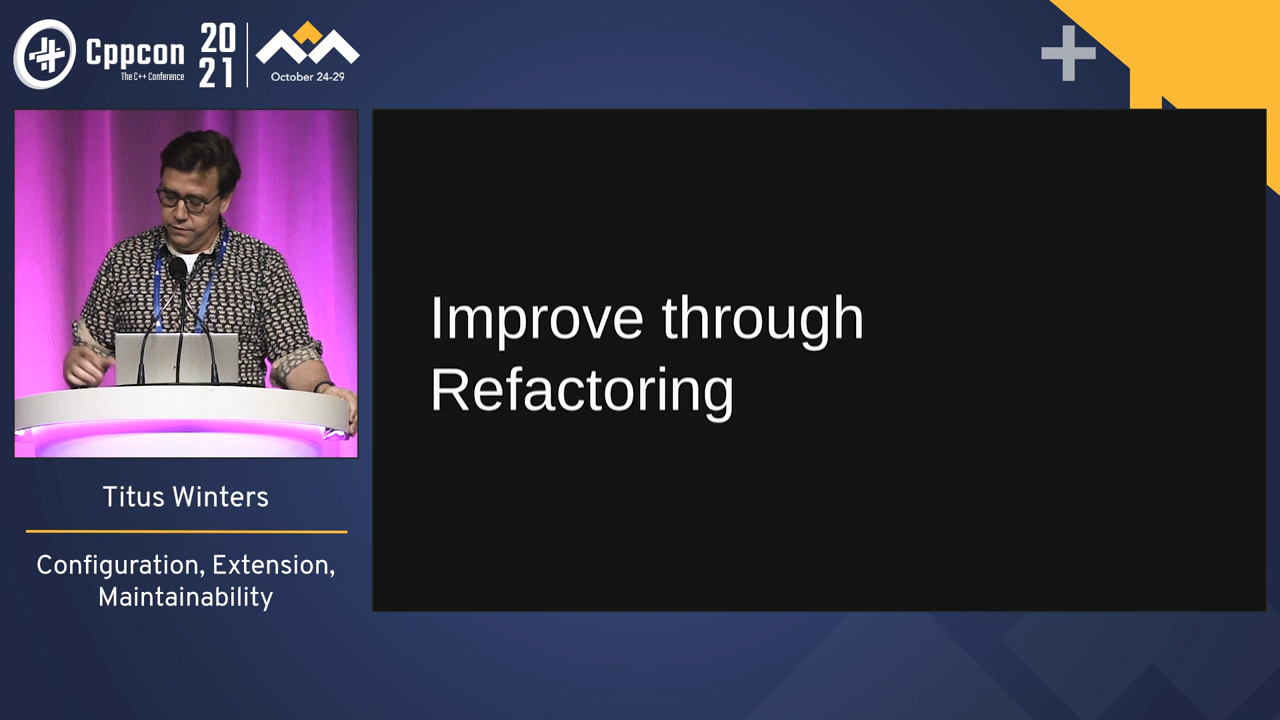 Cppcon
The C++ Conference
20
21
October 24-29
Improve through
Refactoring
Titus Winters
Configuration, Extension,
Maintainability